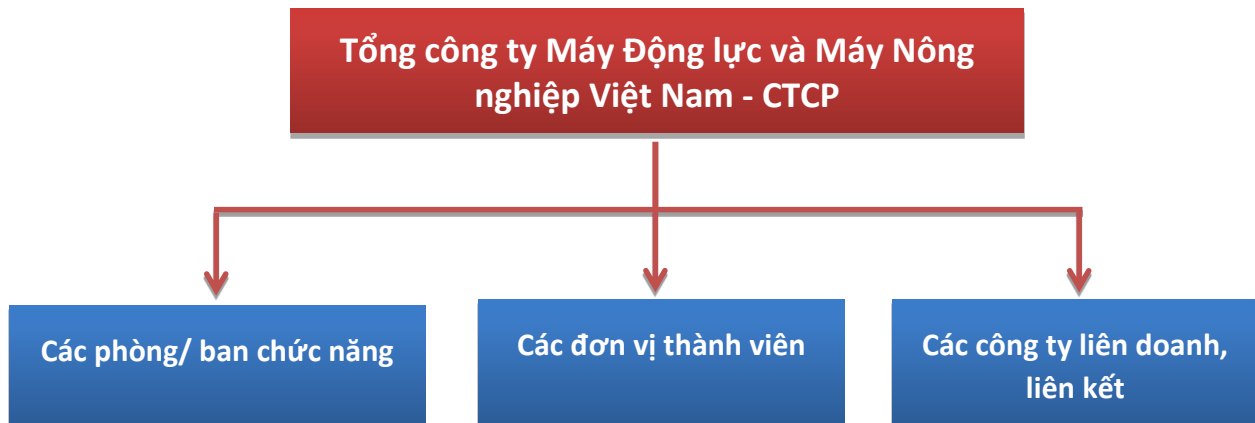 Tổng công ty Máy Động lực và Máy Nông
nghiệp Việt Nam - CTCP
Các phòng/ ban chức năng
Các đơn vị thành viên
Các công ty liên doanh,
liên kết